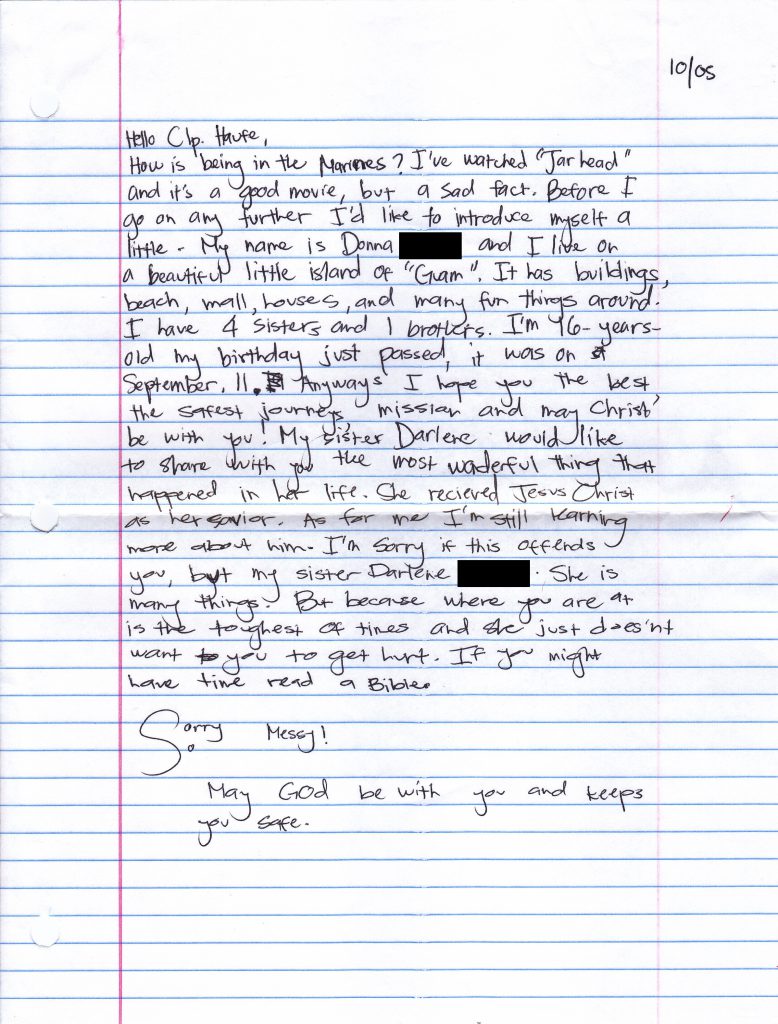 10/05
Hello Clp. Haufe,
How is being in the Marines? I've watched "Jarhead"
and it's a good movie, but a sad fact. Before I
go on any further I'd like to introduce myself a
little - My name is Donna and I live on
a beautiful little island of "Guam". It has buildings,
beach, mall, houses, and many fun things around.
I have 4 sisters and 1 brothers. I'm 16-years-
old my birthday just passed, it was on
September, 11. Anyways I hope you the best
the safest journeys, mission and may Christ
be with you! My sister Darlene would like
to share with you the most waderful thing that
happened in her life. She recieved Jesus Christ
as her savior. As for me I'm still learning
more about him. I'm sorry if this offends
you, but my sister Darlene . She is
many things. But because where you are at
is the toughest of times and she just does'nt
want you to get hurt. If you might
have time read a Bible.
Sorry Messy!
May GOD be with you and keeps
you safe.